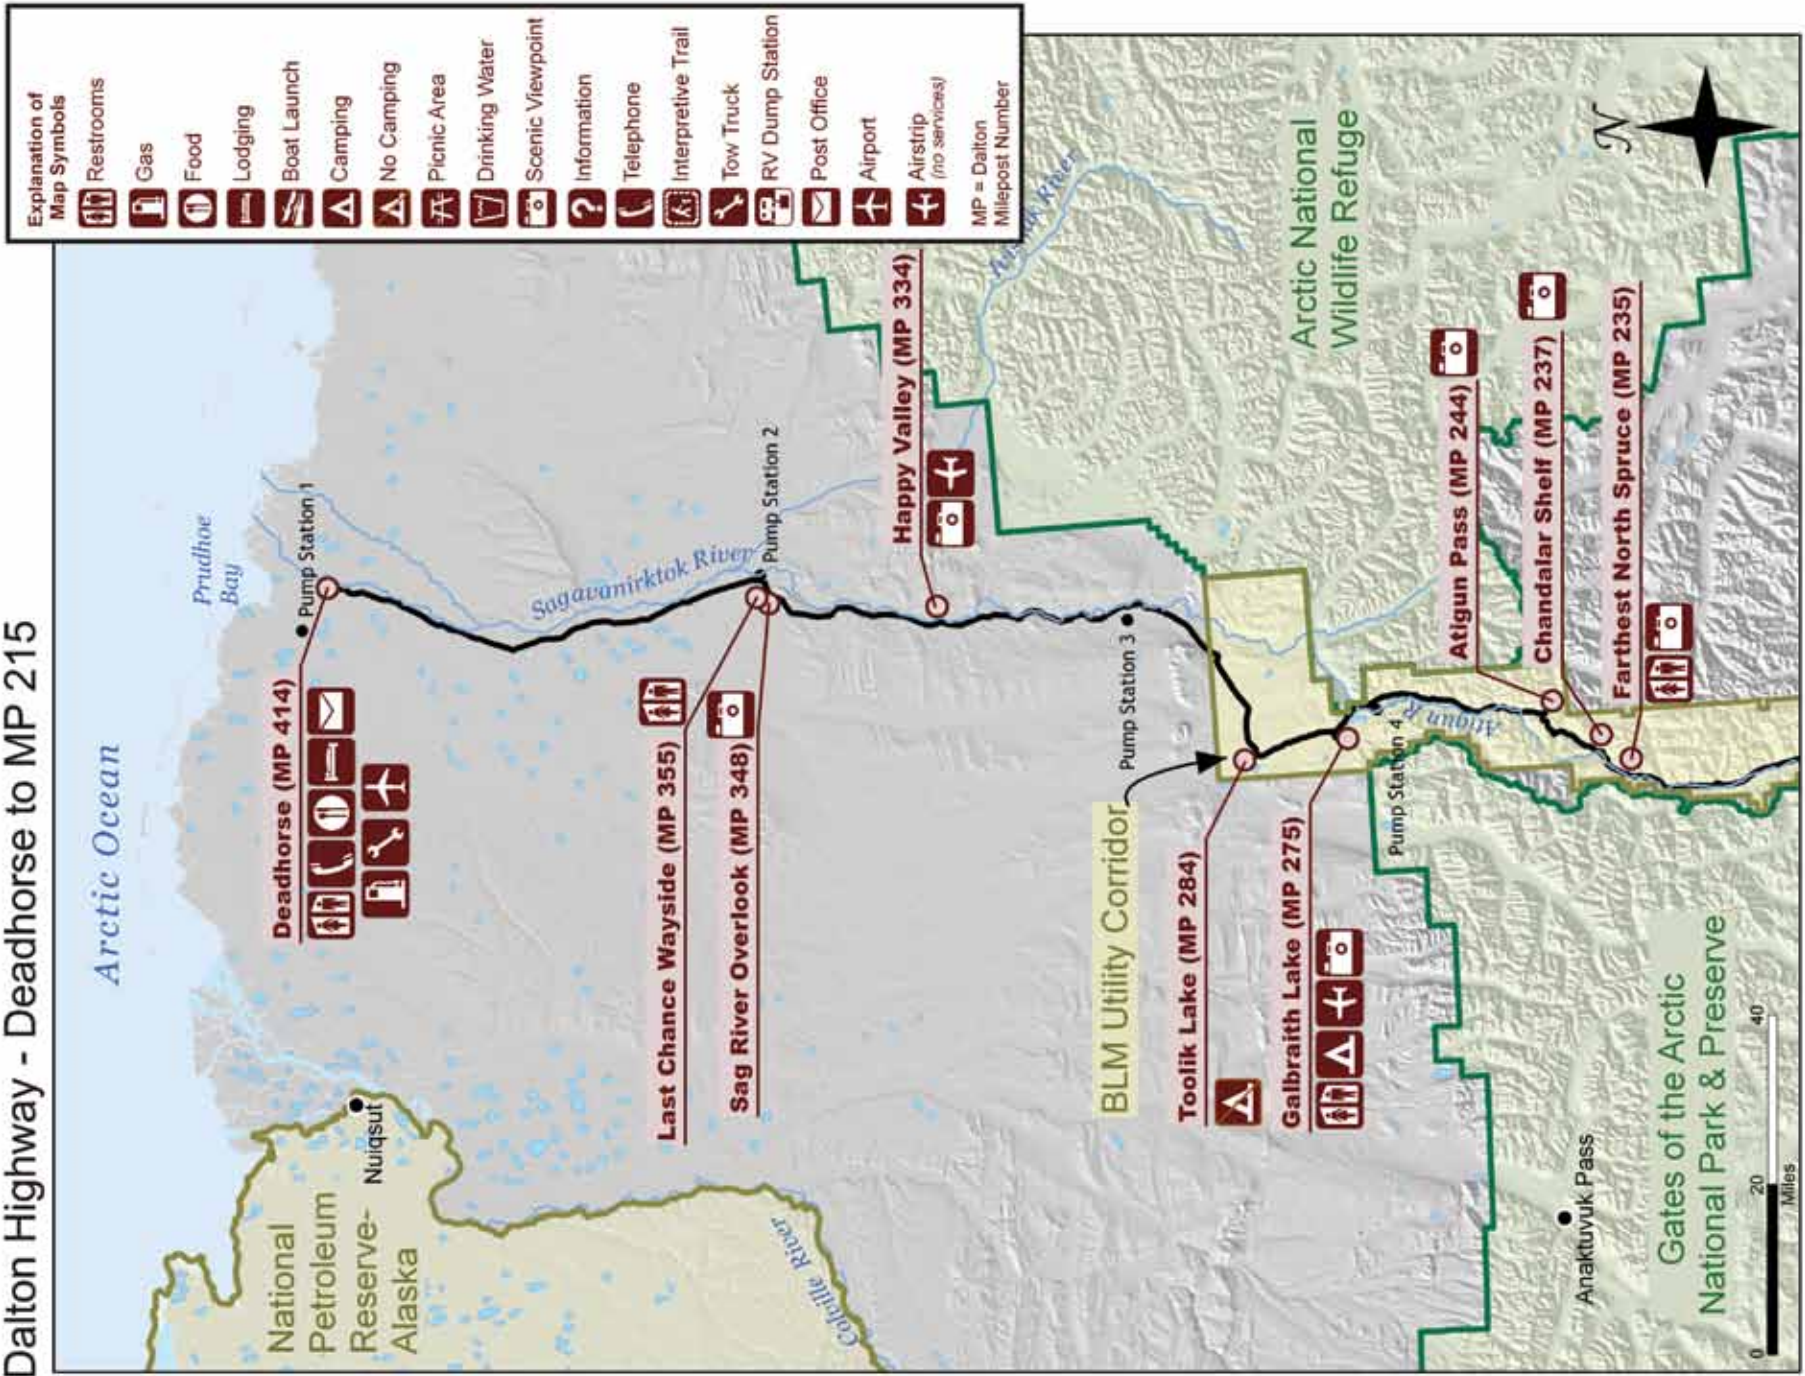 Dalton Highway - Deadhorse to MP 215
Explanation of
Map Symbols
Restrooms
Gas
Food
Lodging
Boat Launch
Camping
No Camping
Picnic Area
Drinking Water
Scenic Viewpoint
Information
Telephone
Interpretive Trail
Tow Truck
RV Dump Station
Post Office
Airport
Airstrip
(no services)
MP = Dalton
Milepost Number
Arctic Ocean
Prudhoe
Bay
Pump Station 1
Deadhorse (MP 414)
Nuiqsut
National
Petroleum
Reserve-
Alaska
Sagavanirktok River
Last Chance Wayside (MP 355)
Sag River Overlook (MP 348)
Pump Station 2
Colville River
Happy Valley (MP 334)
River
Pump Station 3
BLM Utility Corridor
Toolik Lake (MP 284)
Galbraith Lake (MP 275)
Pump Station 4
Atigun R.
Arctic National
Wildlife Refuge
Atigun Pass (MP 244)
Chandalar Shelf (MP 237)
Farthest North Spruce (MP 235)
Anaktuvuk Pass
Gates of the Arctic
National Park & Preserve
N
0 20 40
Miles